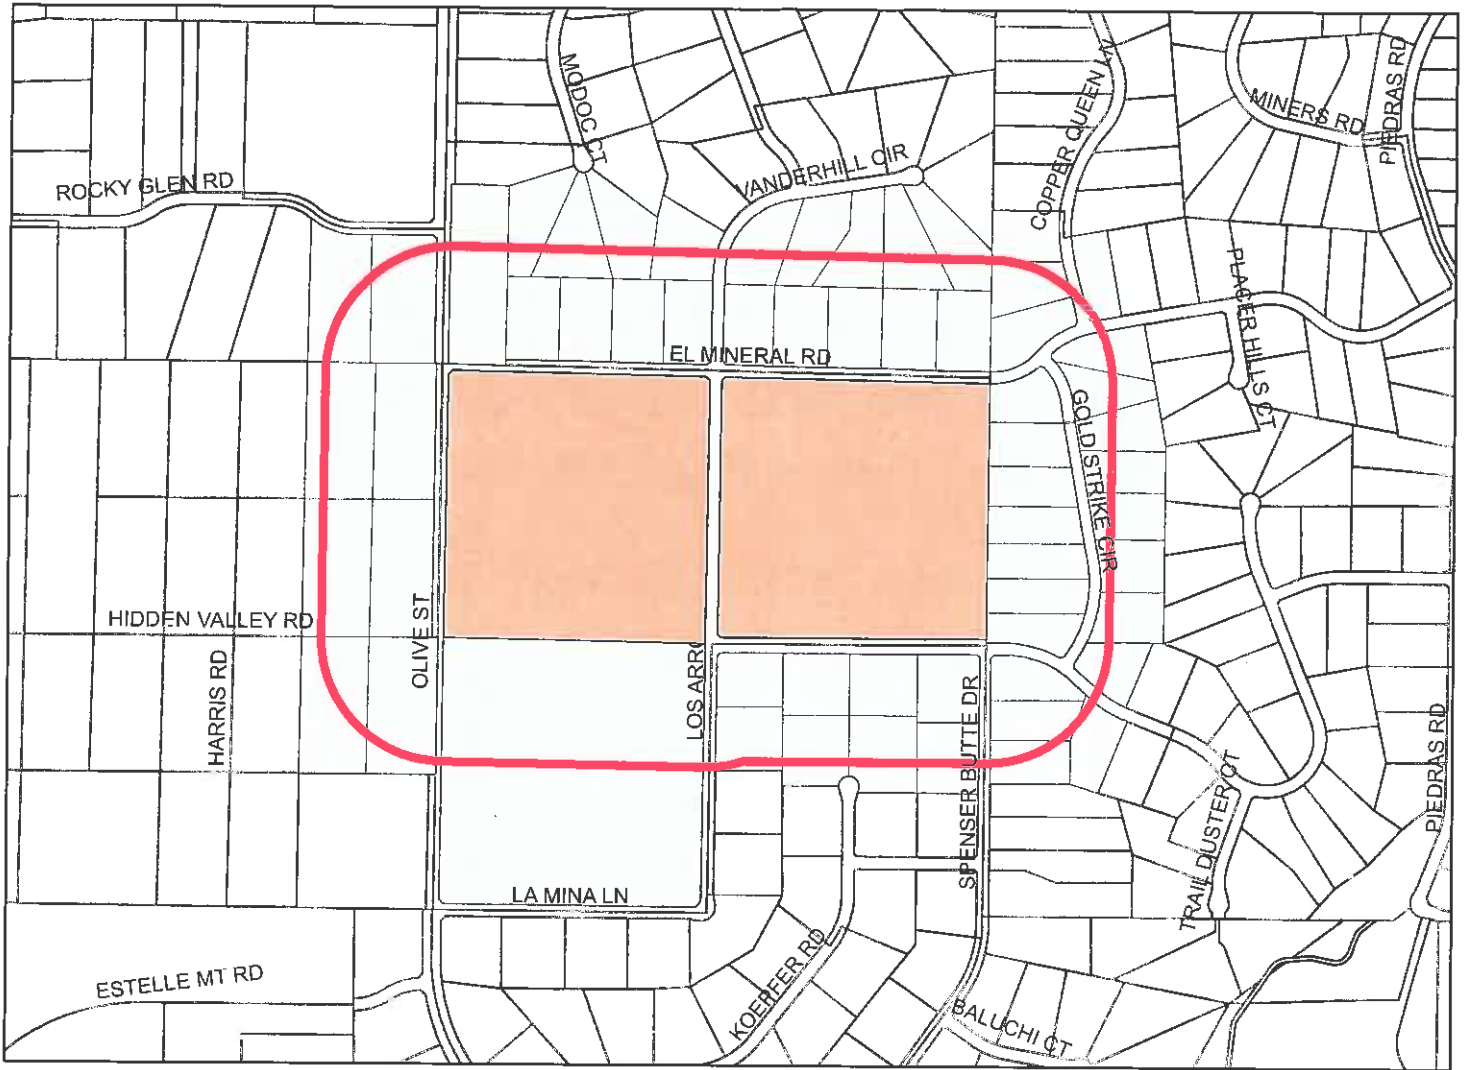 MODOC CT
COPPER QUEEN LN
MINERS RD
PIEDRAS RD
ROCKY GLEN RD
VANDERHILL CIR
PLACER HILLS CT
EL MINERAL RD
GOLD STRIKE CIR
HIDDEN VALLEY RD
OLIVE ST
HARRIS RD
LOS ARRO
SPENSER BUTTE DR
PIEDRAS RD
TRAIL DUSTER CT
LA MINA LN
ESTELLE MT RD
KOERFER RD
BALUCHI CT